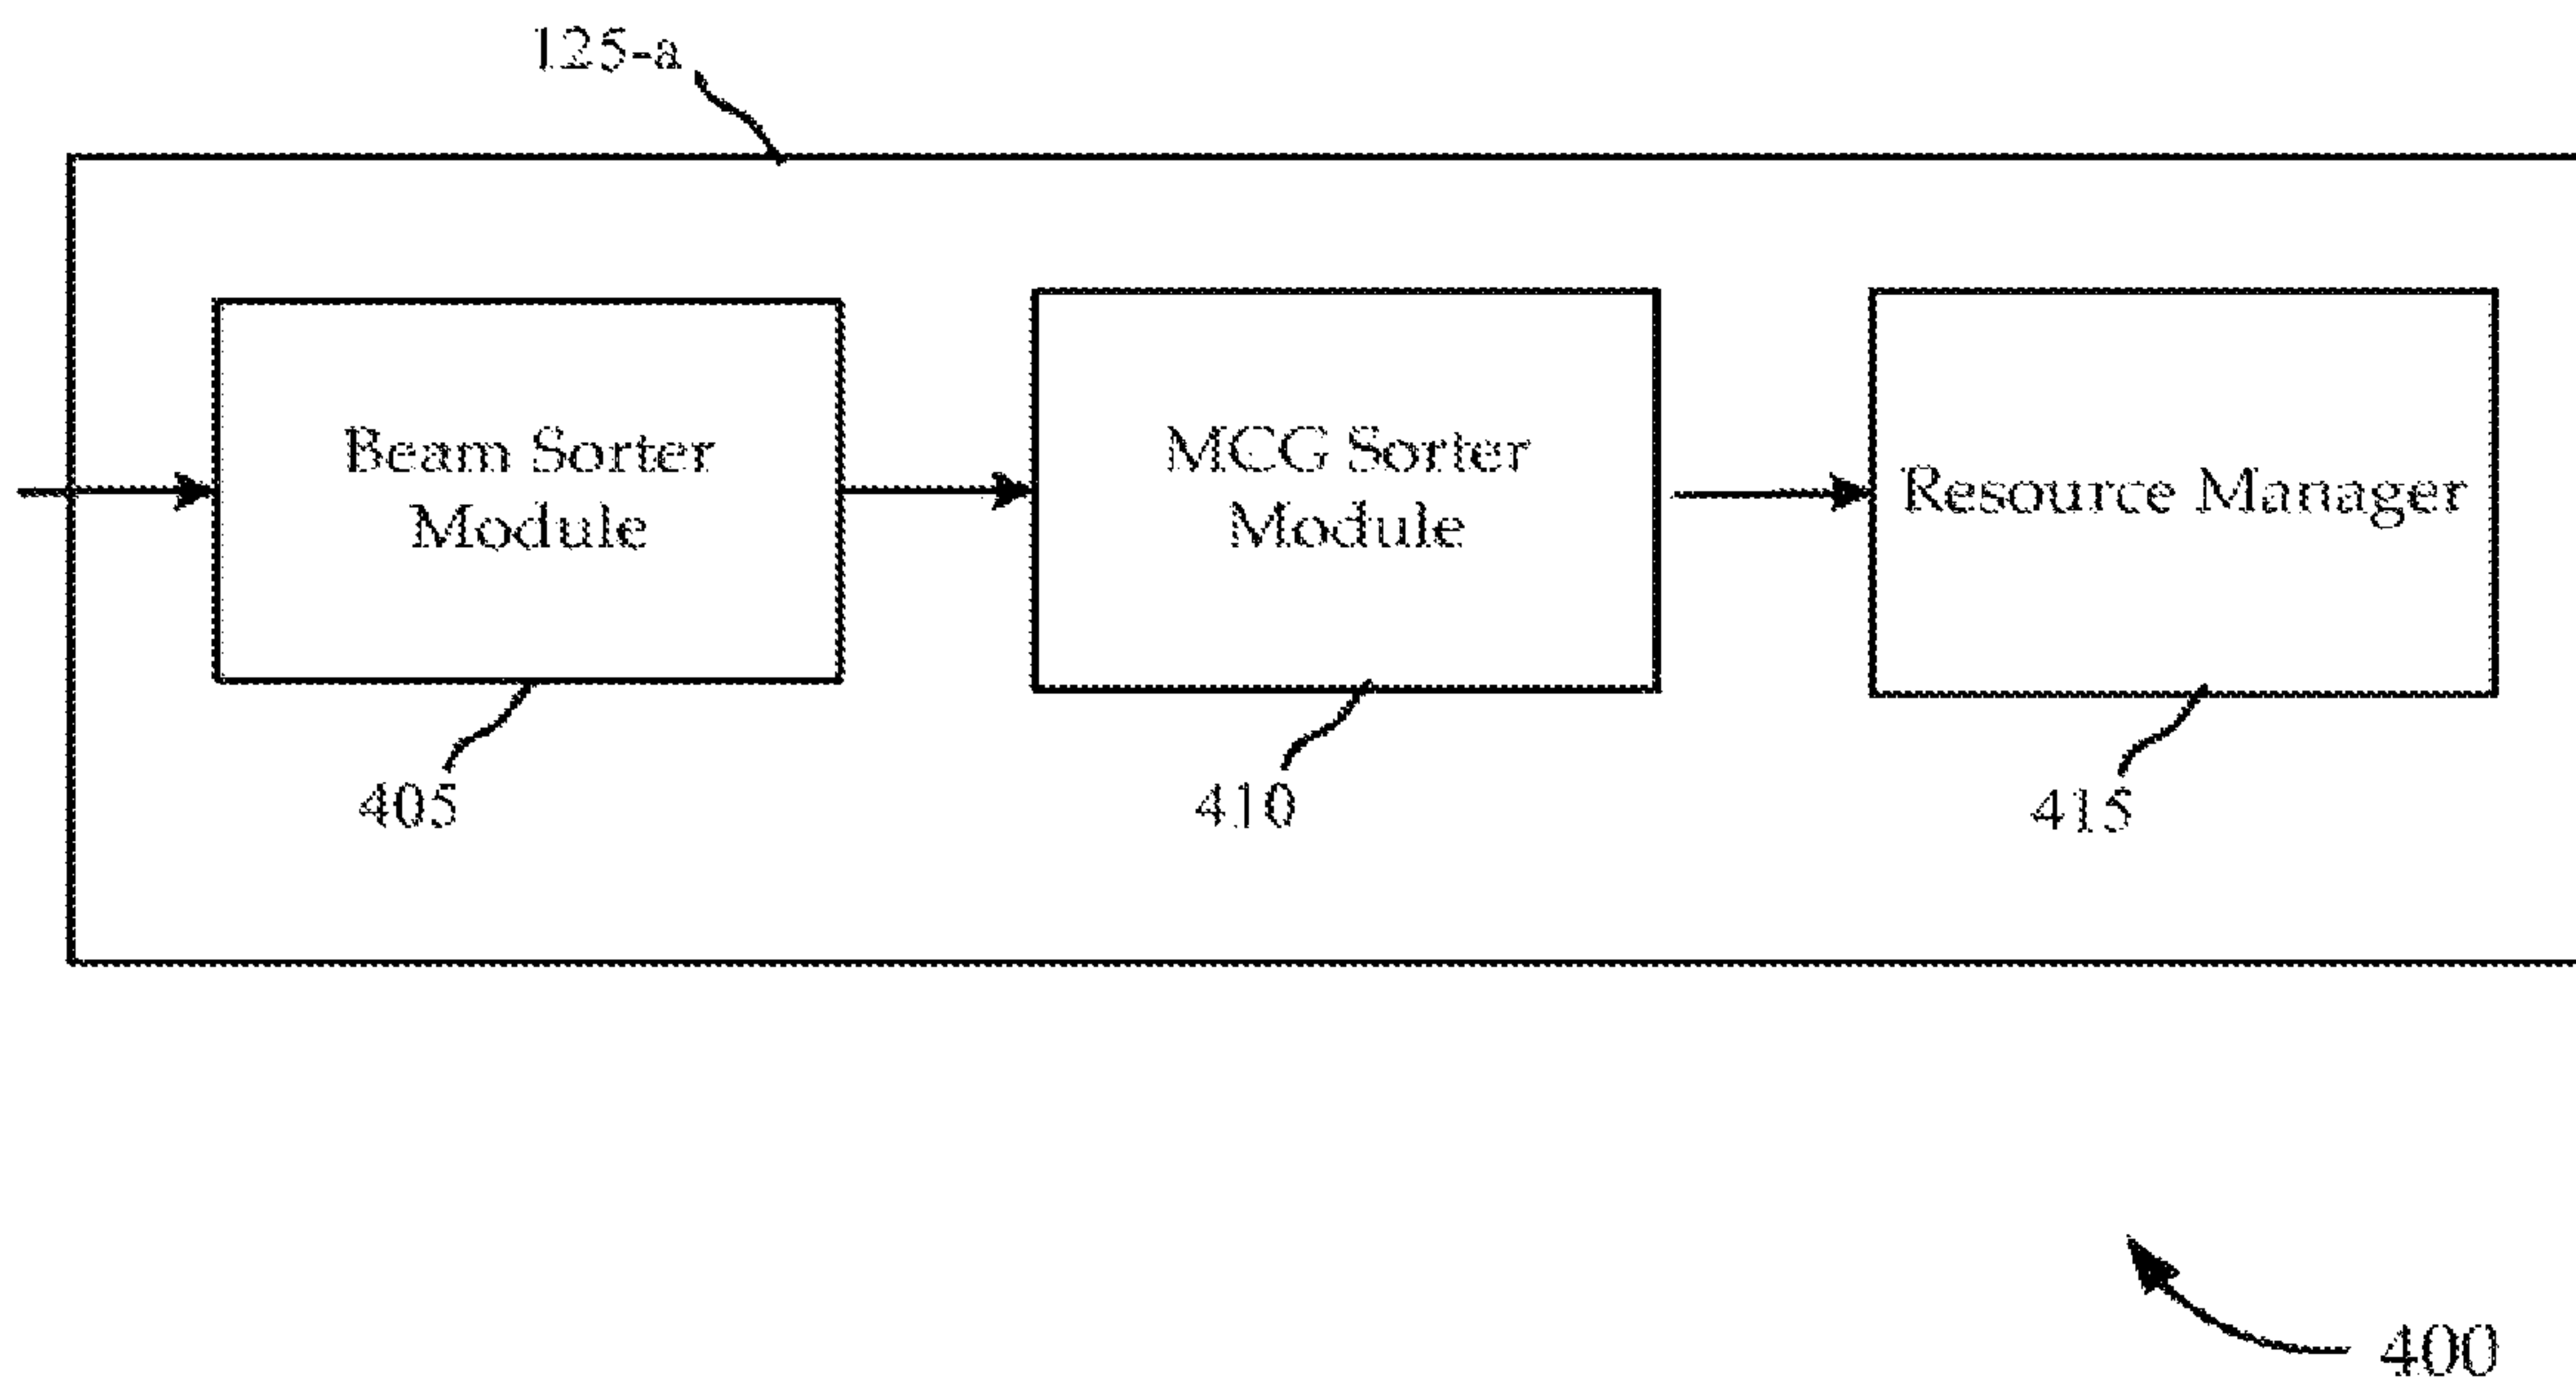 125-a
Beam Sorter
Module
MCG Sorter
Module
Resource Manager
405
410
415
400